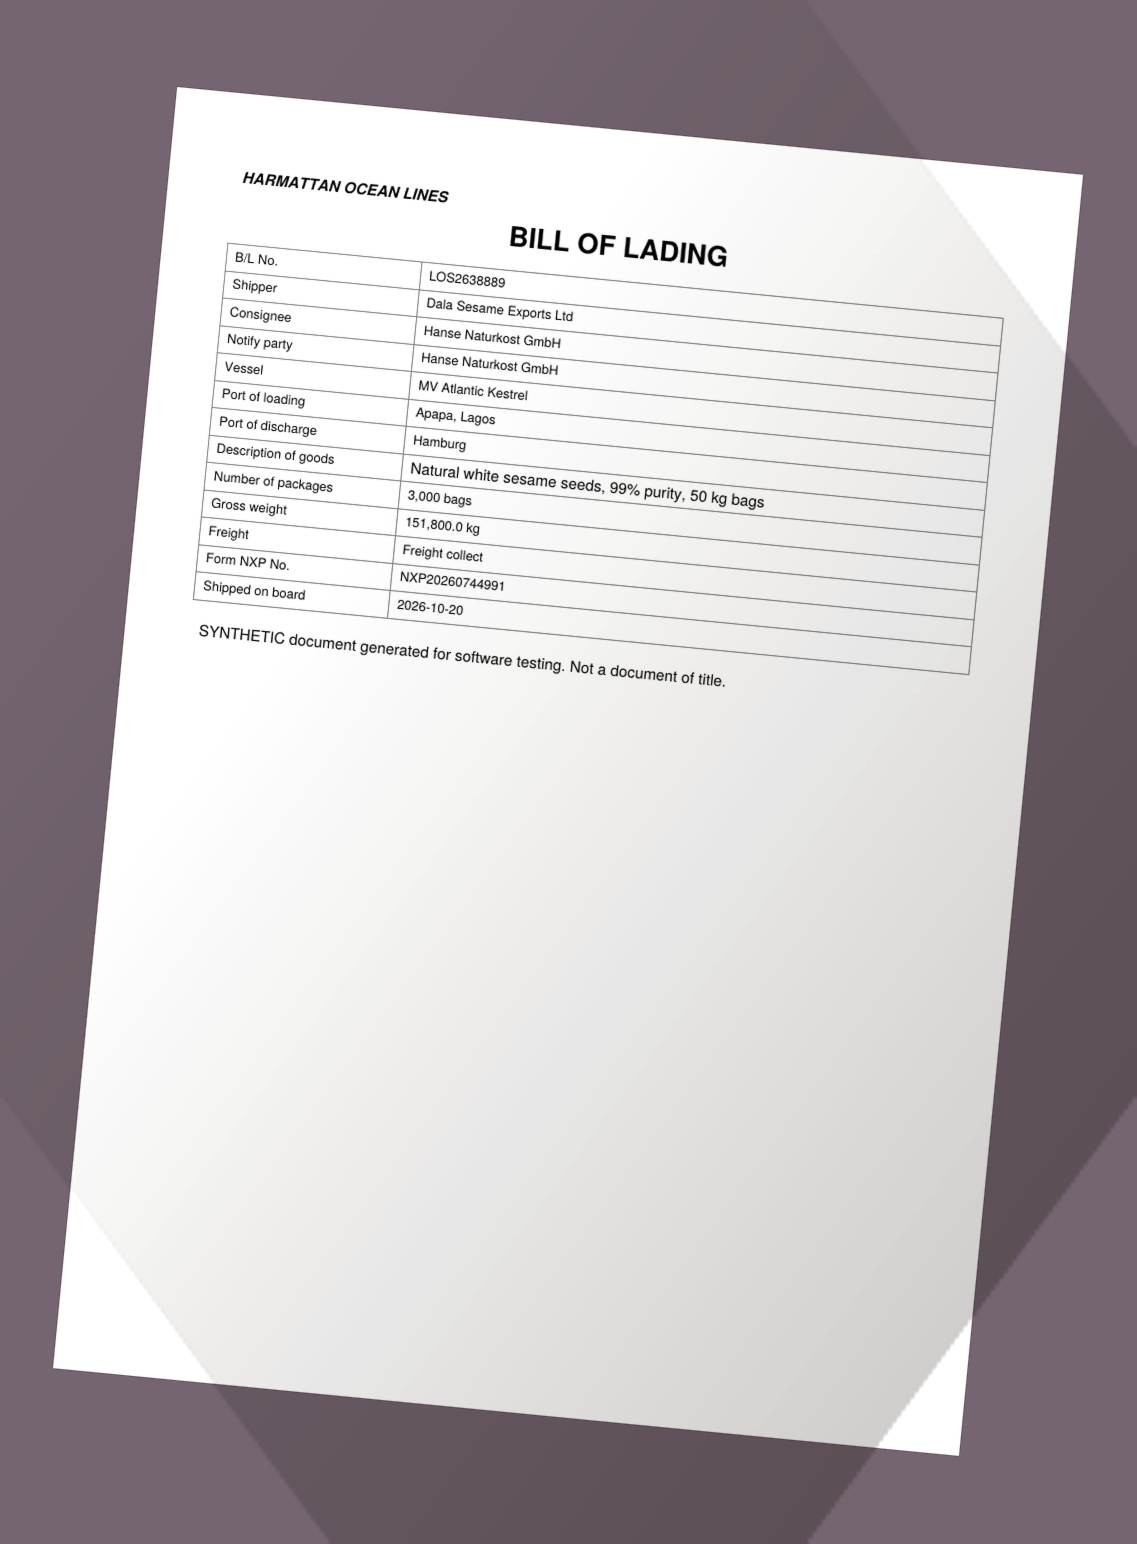 HARMATTAN OCEAN LINES
BILL OF LADING
B/L No. LOS2638889
Shipper Dala Sesame Exports Ltd
Consignee Hanse Naturkost GmbH
Notify party Hanse Naturkost GmbH
Vessel MV Atlantic Kestrel
Port of loading Apapa, Lagos
Port of discharge Hamburg
Description of goods Natural white sesame seeds, 99% purity, 50 kg bags
Number of packages 3,000 bags
Gross weight 151,800.0 kg
Freight Freight collect
Form NXP No. NXP20260744991
Shipped on board 2026-10-20
SYNTHETIC document generated for software testing. Not a document of title.